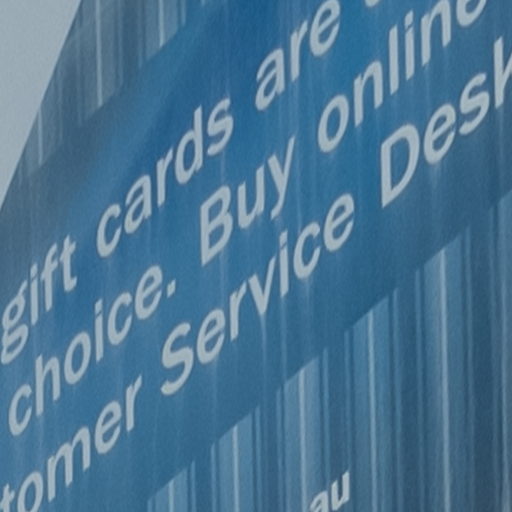 gift cards are
choice. Buy online
tomer Service Desk
au